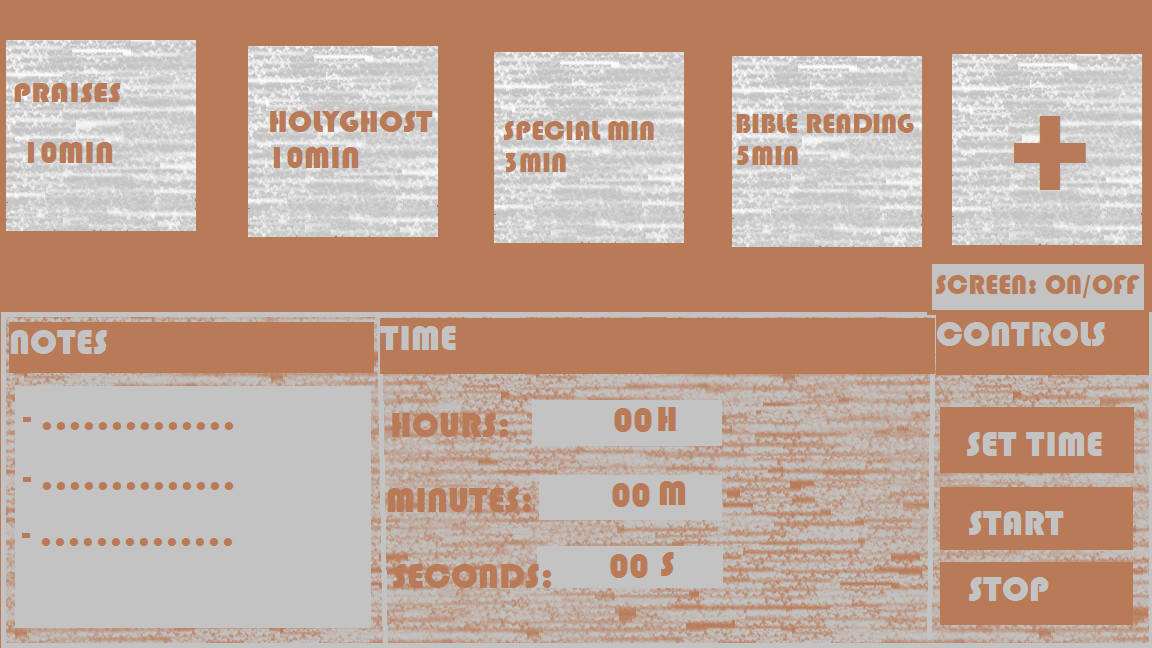 PRAISES
10MIN
HOLYGHOST
10MIN
SPECIAL MIN
3MIN
BIBLE READING
5MIN
SCREEN: ON/OFF
NOTES
- ..............
- ..............
- ..............
TIME
HOURS: 00 H
MINUTES: 00 M
SECONDS: 00 S
CONTROLS
SET TIME
START
STOP